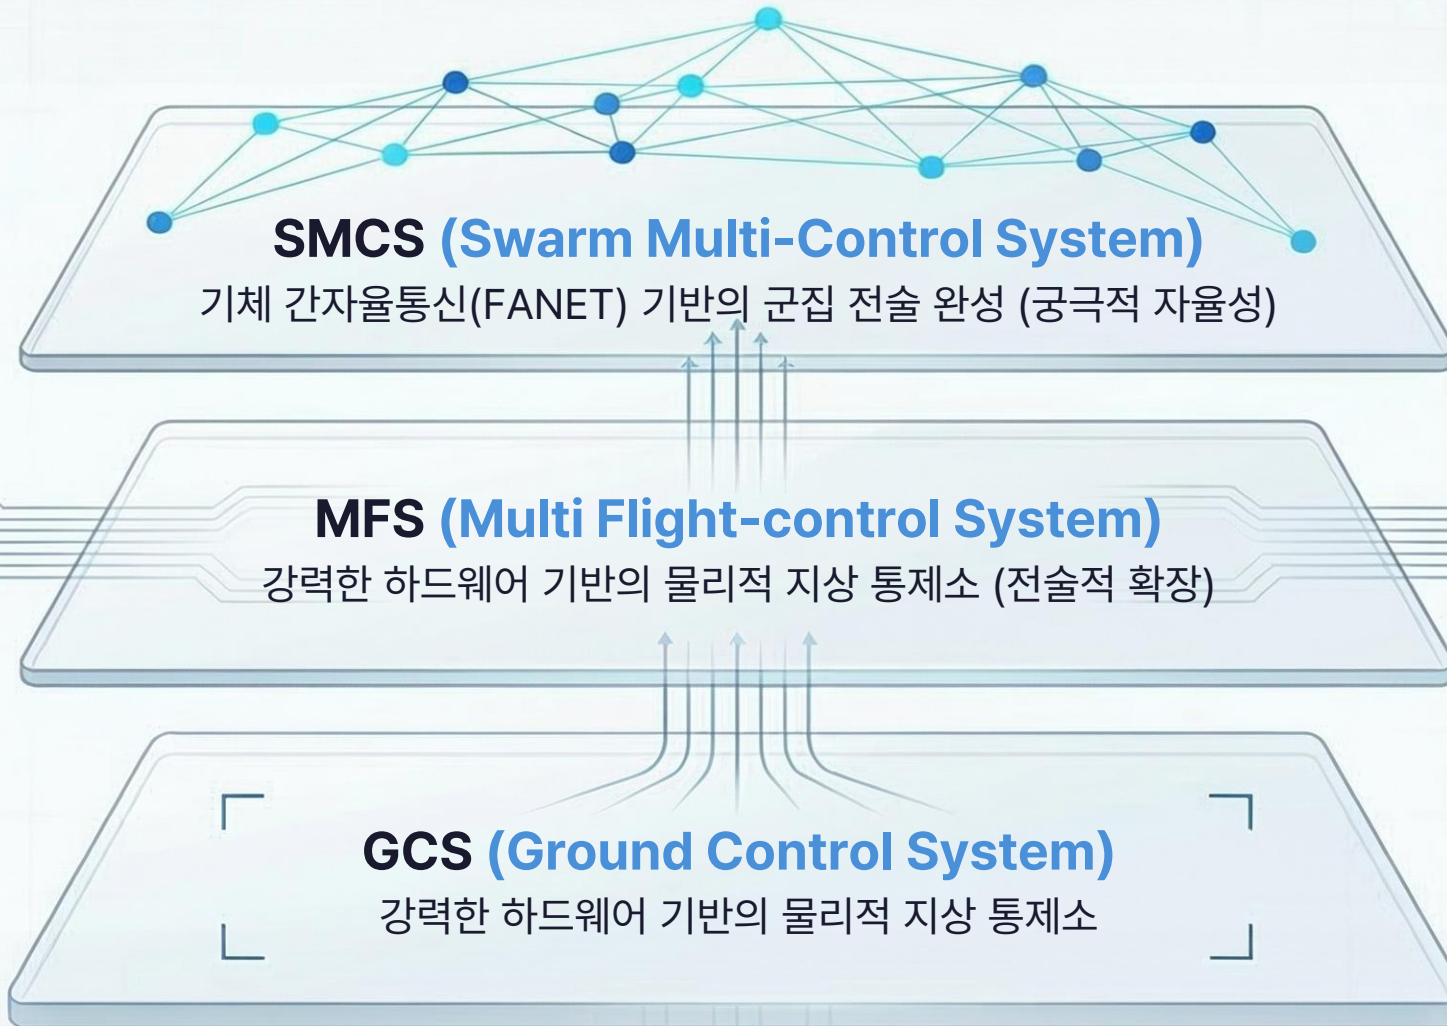 SMCS (Swarm Multi-Control System)
기체 간자율통신(FANET) 기반의 군집 전술 완성 (궁극적 자율성)
MFS (Multi Flight-control System)
강력한 하드웨어 기반의 물리적 지상 통제소 (전술적 확장)
GCS (Ground Control System)
강력한 하드웨어 기반의 물리적 지상 통제소